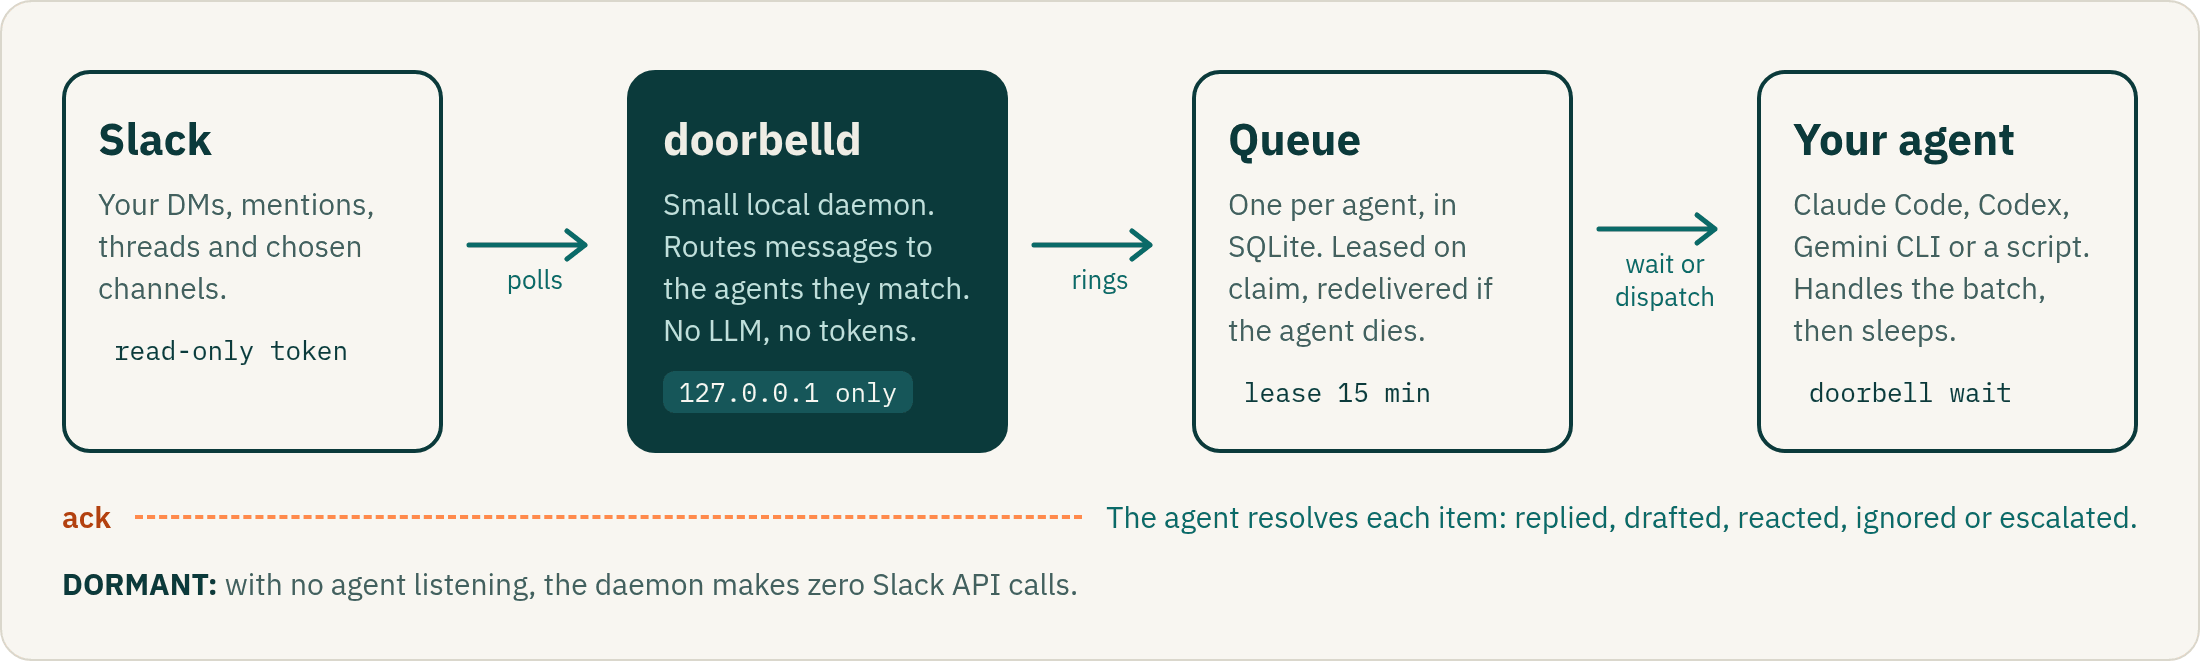 Slack
Your DMs, mentions,
threads and chosen
channels.
read-only token
polls
doorbelld
Small local daemon.
Routes messages to
the agents they match.
No LLM, no tokens.
127.0.0.1 only
rings
Queue
One per agent, in
SQLite. Leased on
claim, redelivered if
the agent dies.
lease 15 min
wait or
dispatch
Your agent
Claude Code, Codex,
Gemini CLI or a script.
Handles the batch,
then sleeps.
doorbell wait
ack
The agent resolves each item: replied, drafted, reacted, ignored or escalated.
DORMANT: with no agent listening, the daemon makes zero Slack API calls.